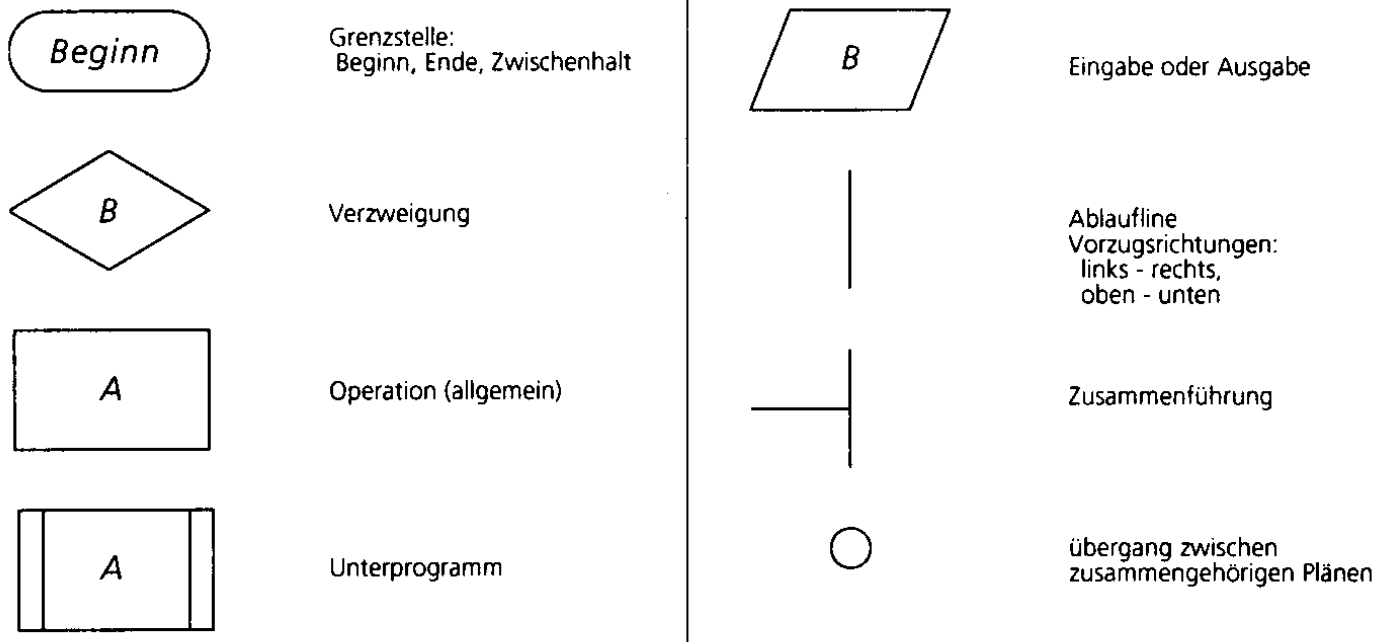 Beginn
Grenzstelle:
Beginn, Ende, Zwischenhalt
B
Verzweigung
A
Operation (allgemein)
A
Unterprogramm
B
Eingabe oder Ausgabe
Ablaufline
Vorzugsrichtungen:
links - rechts,
oben - unten
Zusammenführung
übergang zwischen
zusammengehörigen Plänen